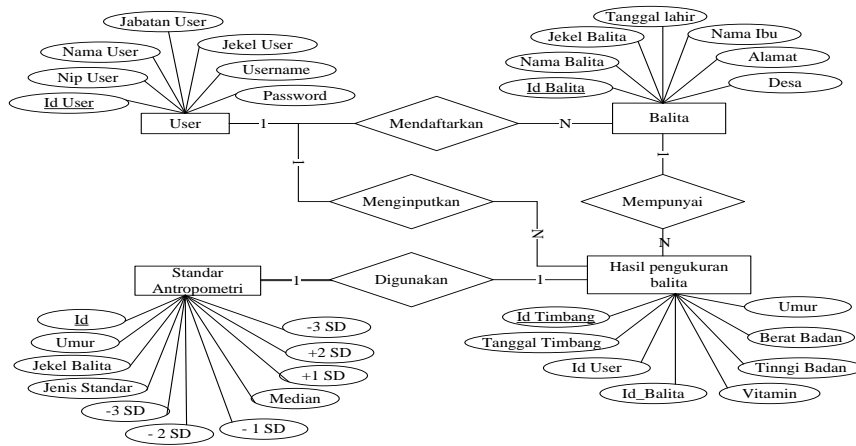 Jabatan User
Nama User
Jekel User
Nip User
Username
Id User
Password
User
1
Mendaftarkan
N
Tanggal lahir
Jekel Balita
Nama Ibu
Nama Balita
Alamat
Id Balita
Desa
Balita
1
Menginputkan
N
1
Mempunyai
N
Standar
Antropometri
1
Digunakan
1
Hasil pengukuran
balita
Id
Umur
Jekel Balita
Jenis Standar
-3 SD
- 2 SD
- 1 SD
Median
+1 SD
+2 SD
-3 SD
Id Timbang
Tanggal Timbang
Id User
Id_Balita
Vitamin
Tinngi Badan
Berat Badan
Umur